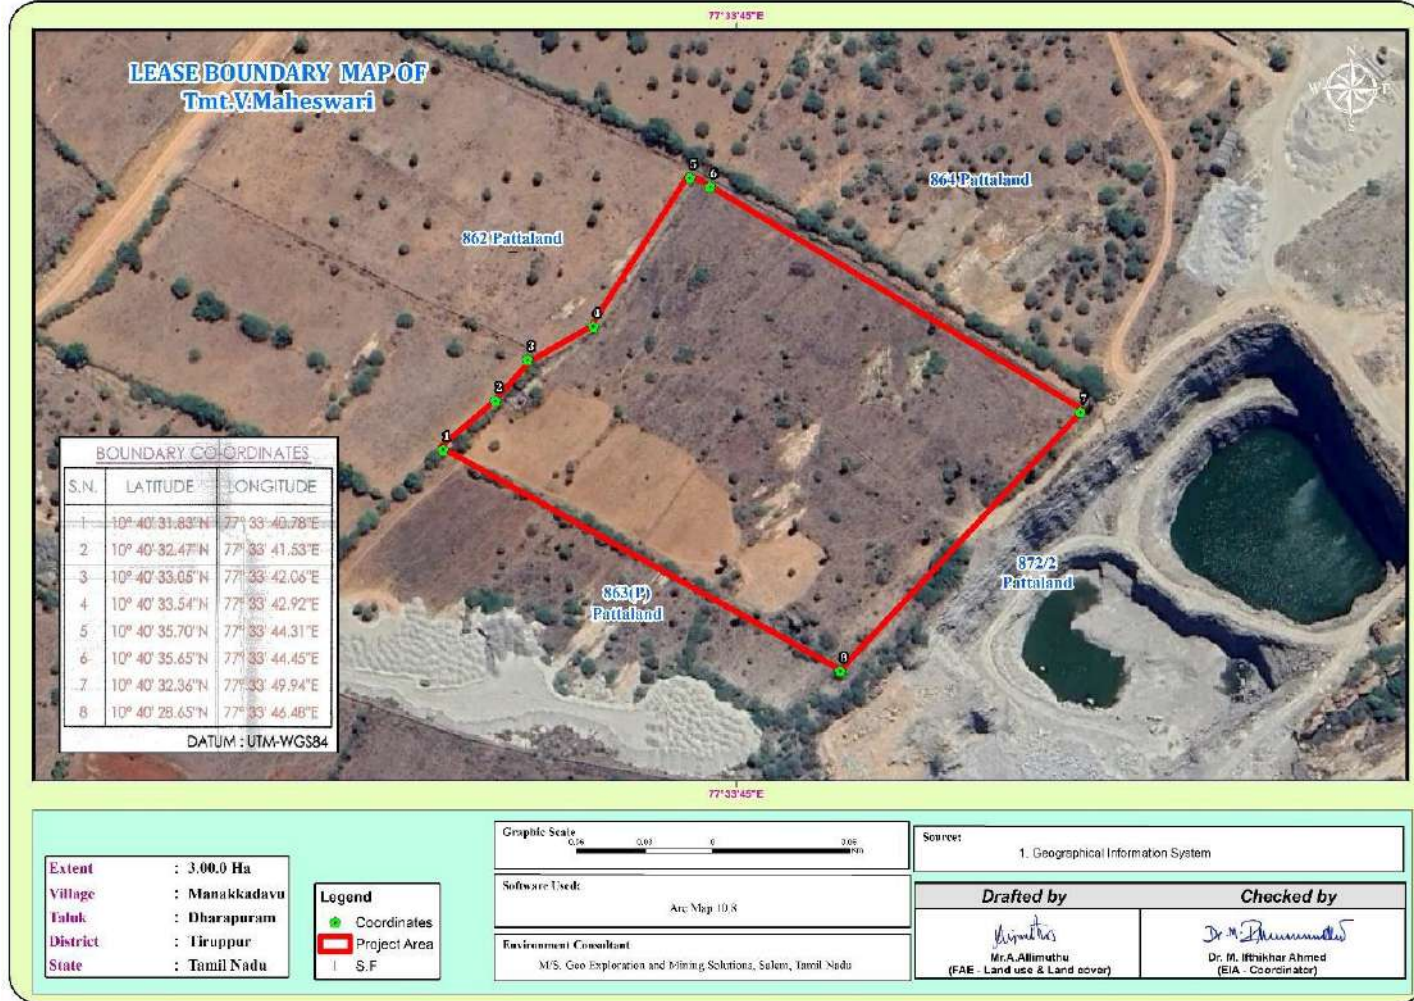 77°33'45"E
LEASE BOUNDARY MAP OF
Tmt.V.Maheswari
N
W E
S
5
6
864 Pattaland
862 Pattaland
4
3
2
7
1
BOUNDARY CO-ORDINATES
S.N. LATITUDE LONGITUDE
1 10° 40' 31.83"N 77° 33' 40.78"E
2 10° 40' 32.47"N 77° 33' 41.53"E
3 10° 40' 33.05"N 77° 33' 42.06"E
4 10° 40' 33.54"N 77° 33' 42.92"E
5 10° 40' 35.70"N 77° 33' 44.31"E
6 10° 40' 35.65"N 77° 33' 44.45"E
7 10° 40' 32.36"N 77° 33' 49.94"E
8 10° 40' 28.65"N 77° 33' 46.48"E
DATUM : UTM-WGS84
872/2
Pattaland
863(P)
Pattaland
8
77°33'45"E
Extent : 3.00.0 Ha
Village : Manakkadavu
Taluk : Dharapuram
District : Tiruppur
State : Tamil Nadu
Legend
Coordinates
Project Area
S.F
Graphic Scale
0.06 0.03 0 0.06
Software Used:
Arc Map 10.8
Environment Consultant
M/S. Geo Exploration and Mining Solutions, Salem, Tamil Nadu
Source:
1. Geographical Information System
Drafted by Checked by
Mr.A.Allimuthu
(FAE - Land use & Land cover)
Dr. M. Ifthikhar Ahmed
(EIA - Coordinator)